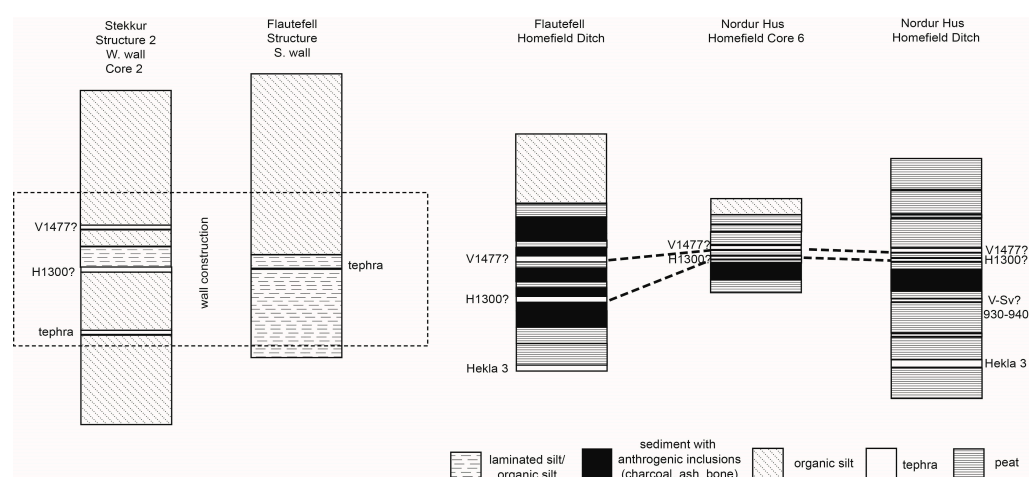 Stekkur
Structure 2
W. wall
Core 2
Flautefell
Structure
S. wall
Flautefell
Homefield Ditch
Nordur Hus
Homefield Core 6
Nordur Hus
Homefield Ditch
V1477?
H1300?
tephra
wall construction
tephra
V1477?
H1300?
Hekla 3
V1477?
H1300?
V1477?
H1300?
V-Sv?
930-940
Hekla 3
laminated silt/
organic silt
sediment with
anthrogenic inclusions
(charcoal, ash, bone)
organic silt
tephra
peat